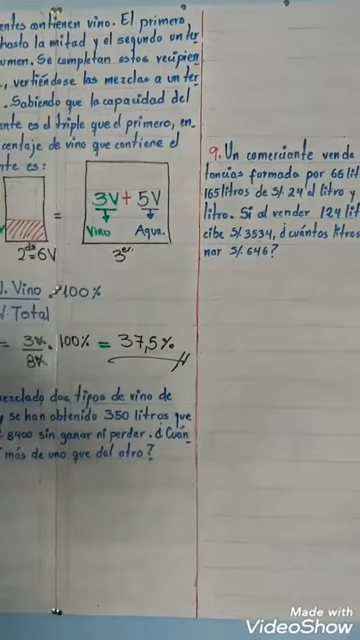 entes contienen vino. El primero,
hasta la mitad y el segundo un ter
umen. Se completan estos recipien
, vertiéndose las mezclas a un ter
. Sabiendo que la capacidad del
nte es el triple que el primero, en_
centaje de vino que contiene el
nte es:
=
3V + 5V
Vino Agua.
2do = 6V
3er.
. Vino . 100%
V. Total
= 3V/8V . 100% = 37,5%
mezclado dos tipos de vino de
y se han obtenido 350 litros que
. 8400 sin ganar ni perder. ¿Cuán
más de uno que del otro?
9. Un comerciante vende
tancias formada por 66 lit
165 litros de S/. 24 el litro y
litro. Si al vender 124 lit
cibe S/. 3534, ¿cuántos litros
nar S/. 646?
Made with
VideoShow